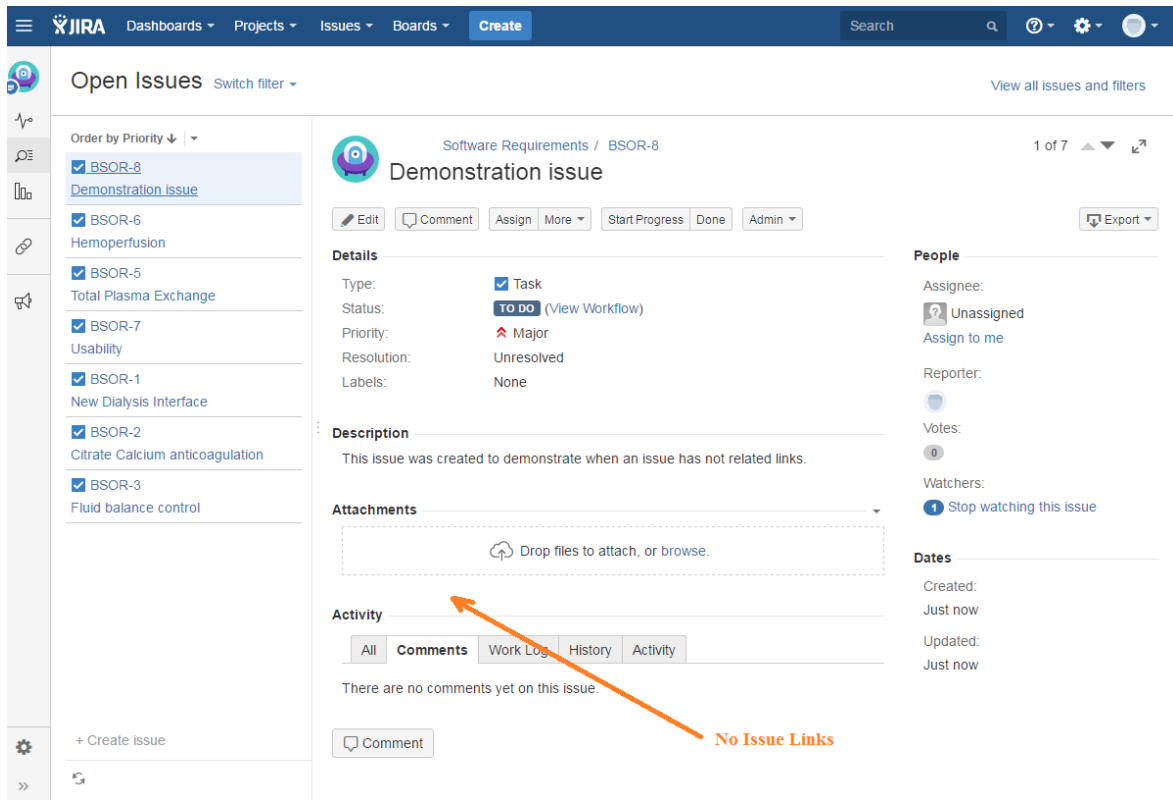 JIRA Dashboards Projects Issues Boards Create Search
Open Issues Switch filter
View all issues and filters
Order by Priority
BSOR-8
Demonstration issue
BSOR-6
Hemoperfusion
BSOR-5
Total Plasma Exchange
BSOR-7
Usability
BSOR-1
New Dialysis Interface
BSOR-2
Citrate Calcium anticoagulation
BSOR-3
Fluid balance control
+ Create issue
Software Requirements / BSOR-8
1 of 7
Demonstration issue
Edit Comment Assign More Start Progress Done Admin Export
Details
Type: Task
Status: TO DO (View Workflow)
Priority: Major
Resolution: Unresolved
Labels: None
Description
This issue was created to demonstrate when an issue has not related links.
Attachments
Drop files to attach, or browse.
Activity
All Comments Work Log History Activity
There are no comments yet on this issue.
Comment
No Issue Links
People
Assignee:
Unassigned
Assign to me
Reporter:
Votes:
0
Watchers:
1 Stop watching this issue
Dates
Created:
Just now
Updated:
Just now